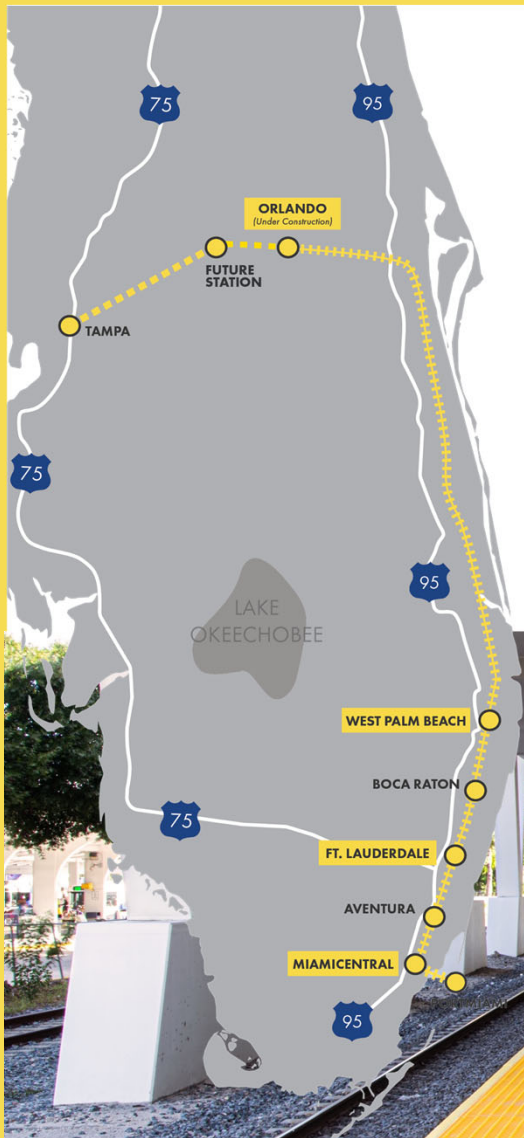 75
95
ORLANDO
(Under Construction)
FUTURE
STATION
TAMPA
75
95
LAKE
OKEECHOBEE
WEST PALM BEACH
BOCA RATON
75
FT. LAUDERDALE
AVENTURA
MIAMICENTRAL
95